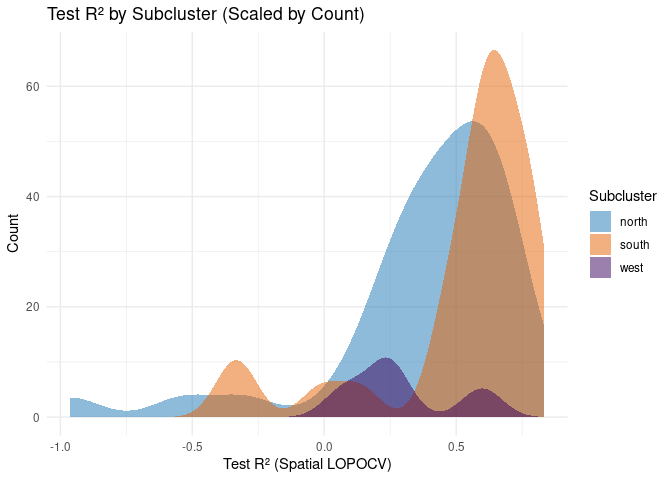 Test R² by Subcluster (Scaled by Count)
60
40
20
0
Count
-1.0
-0.5
0.0
0.5
Test R² (Spatial LOPOCV)
Subcluster
north
south
west